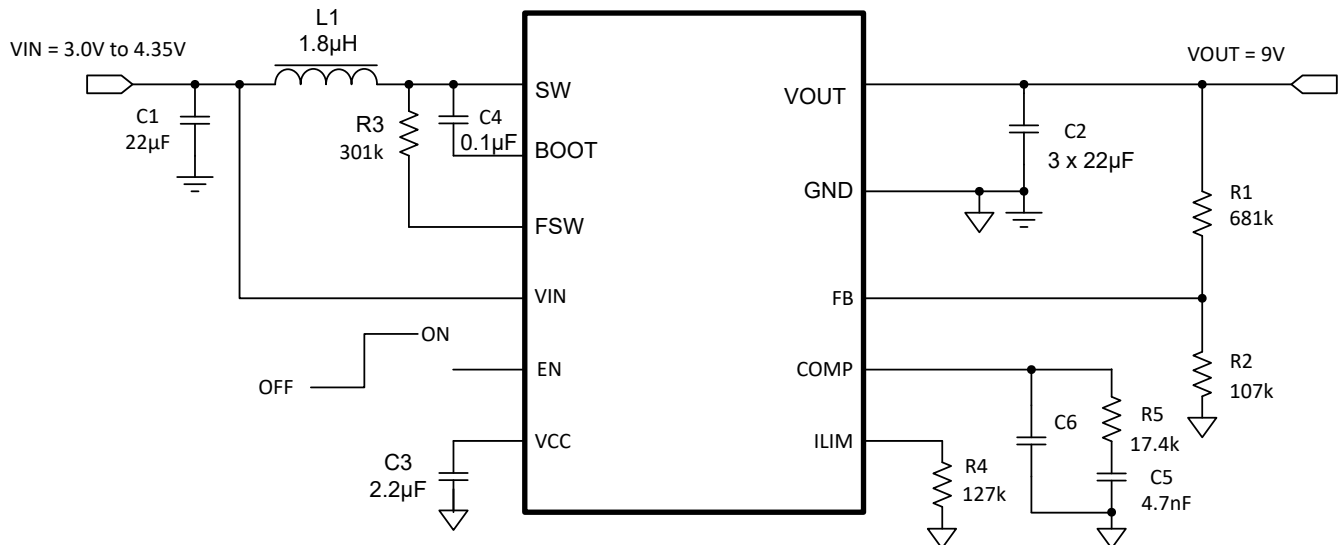 L1
1.8µH
VIN = 3.0V to 4.35V
VOUT = 9V
C1
22µF
R3
301k
C4
0.1µF
SW
BOOT
FSW
VIN
EN
VCC
VOUT
GND
FB
COMP
ILIM
C2
3 x 22µF
R1
681k
R2
107k
ON
OFF
C3
2.2µF
R4
127k
C6
R5
17.4k
C5
4.7nF